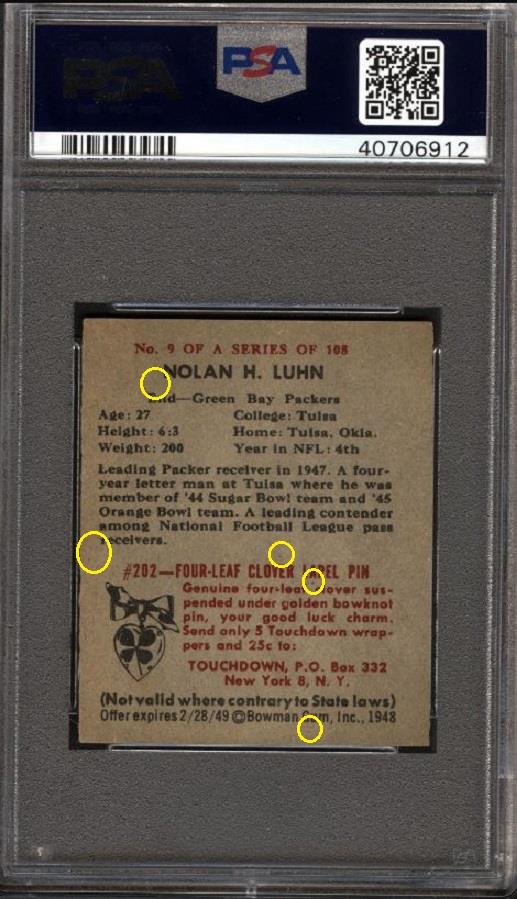 PSA
PSA
40706912
No. 9 OF A SERIES OF 108
NOLAN H. LUHN
End—Green Bay Packers
Age: 27 College: Tulsa
Height: 6:3 Home: Tulsa, Okla.
Weight: 200 Year in NFL: 4th
Leading Packer receiver in 1947. A four-
year letter man at Tulsa where he was
member of '44 Sugar Bowl team and '45
Orange Bowl team. A leading contender
among National Football League pass
receivers.
#202—FOUR-LEAF CLOVER LAPEL PIN
Genuine four-leaf clover sus-
pended under golden bowknot
pin, your good luck charm.
Send only 5 Touchdown wrap-
pers and 25c to:
TOUCHDOWN, P.O. Box 332
New York 8, N. Y.
(Not valid where contrary to State laws)
Offer expires 2/28/49 ©Bowman Gum, Inc., 1948